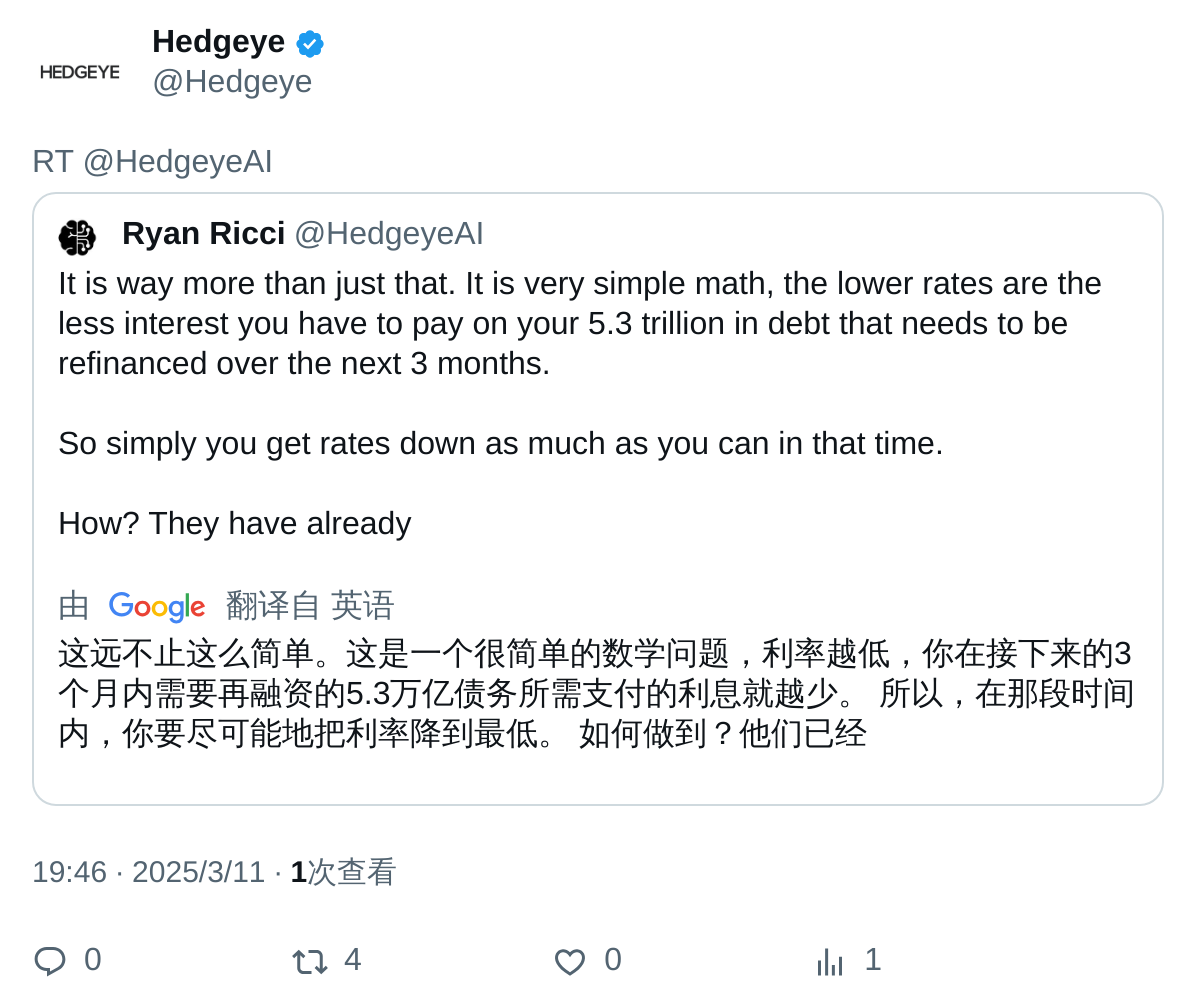 HEDGEYE
Hedgeye
@Hedgeye
RT @HedgeyeAI
Ryan Ricci @HedgeyeAI
It is way more than just that. It is very simple math, the lower rates are the
less interest you have to pay on your 5.3 trillion in debt that needs to be
refinanced over the next 3 months.
So simply you get rates down as much as you can in that time.
How? They have already
由 Google 翻译自 英语
这远不止这么简单。这是一个很简单的数学问题，利率越低，你在接下来的3
个月内需要再融资的5.3万亿债务所需支付的利息就越少。 所以，在那段时间
内，你要尽可能地把利率降到最低。 如何做到？他们已经
19:46 · 2025/3/11 · 1次查看
0 4 0 1